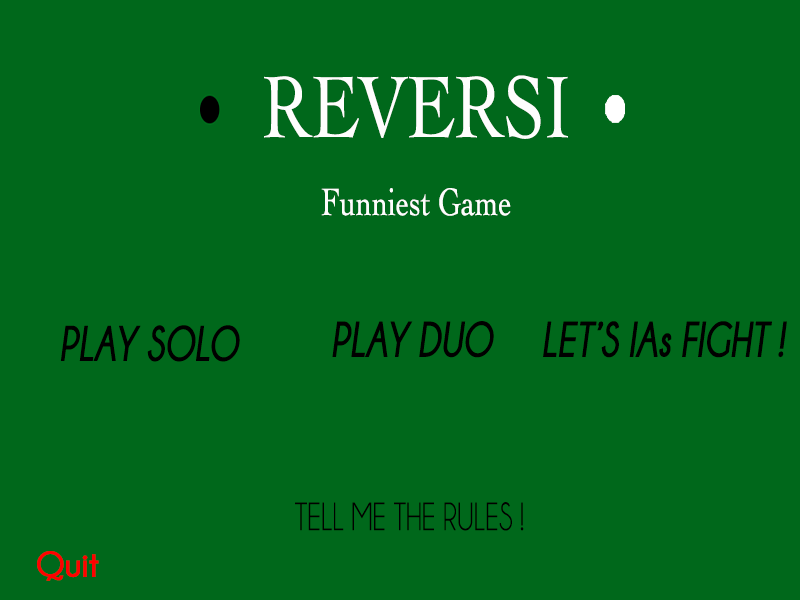 REVERSI
Funniest Game
PLAY SOLO
PLAY DUO
LET'S IAs FIGHT !
TELL ME THE RULES !
Quit